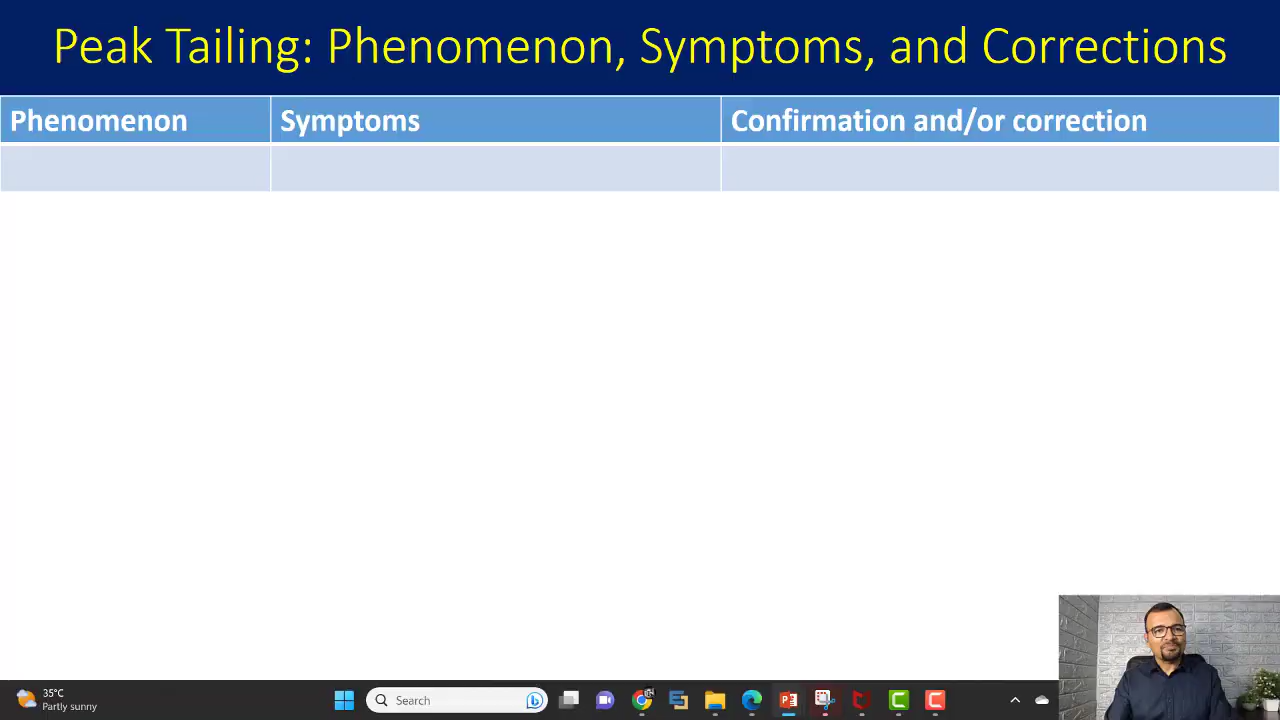 Peak Tailing: Phenomenon, Symptoms, and Corrections
Phenomenon Symptoms Confirmation and/or correction
35°C
Partly sunny
Search